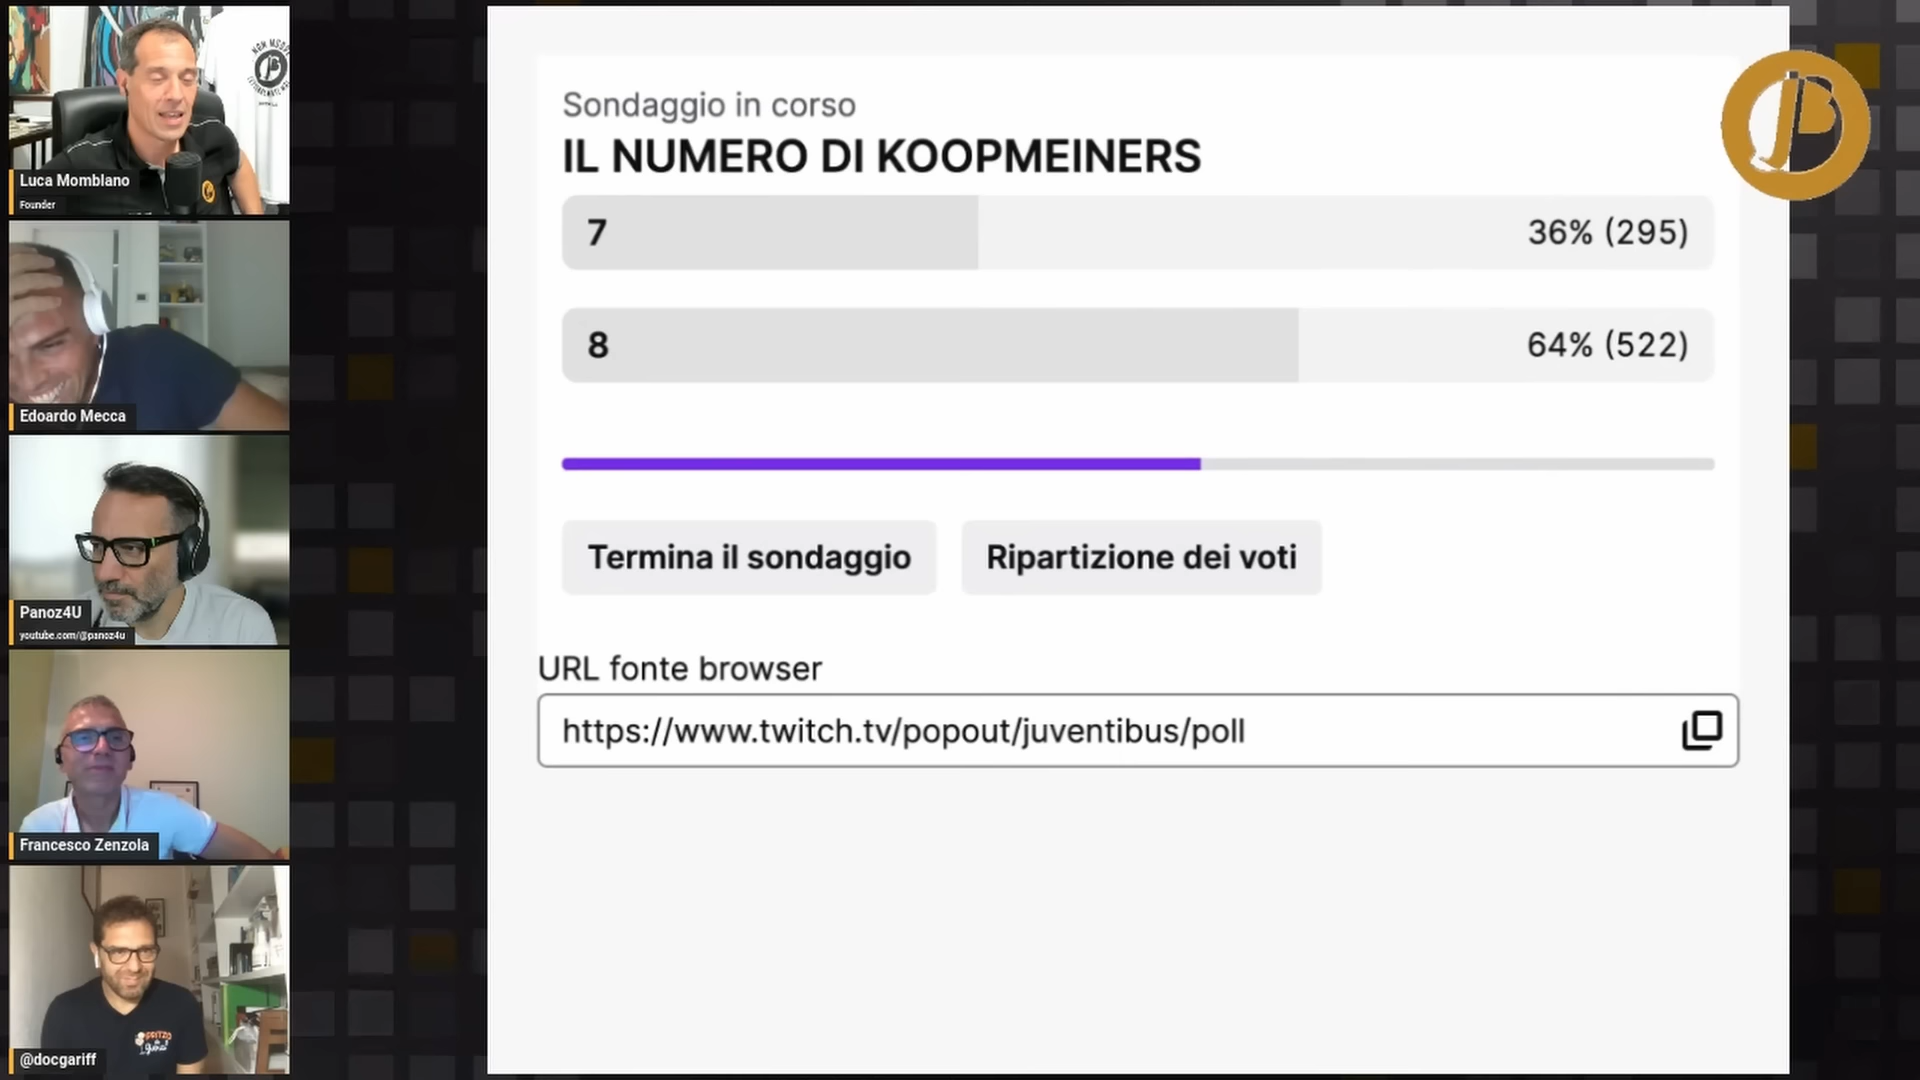 Luca Momblano
Founder
Edoardo Mecca
Panoz4U
youtube.com/@panoz4u
Francesco Zenzola
@docgariff
Sondaggio in corso
IL NUMERO DI KOOPMEINERS
7 36% (295)
8 64% (522)
Termina il sondaggio Ripartizione dei voti
URL fonte browser
https://www.twitch.tv/popout/juventibus/poll